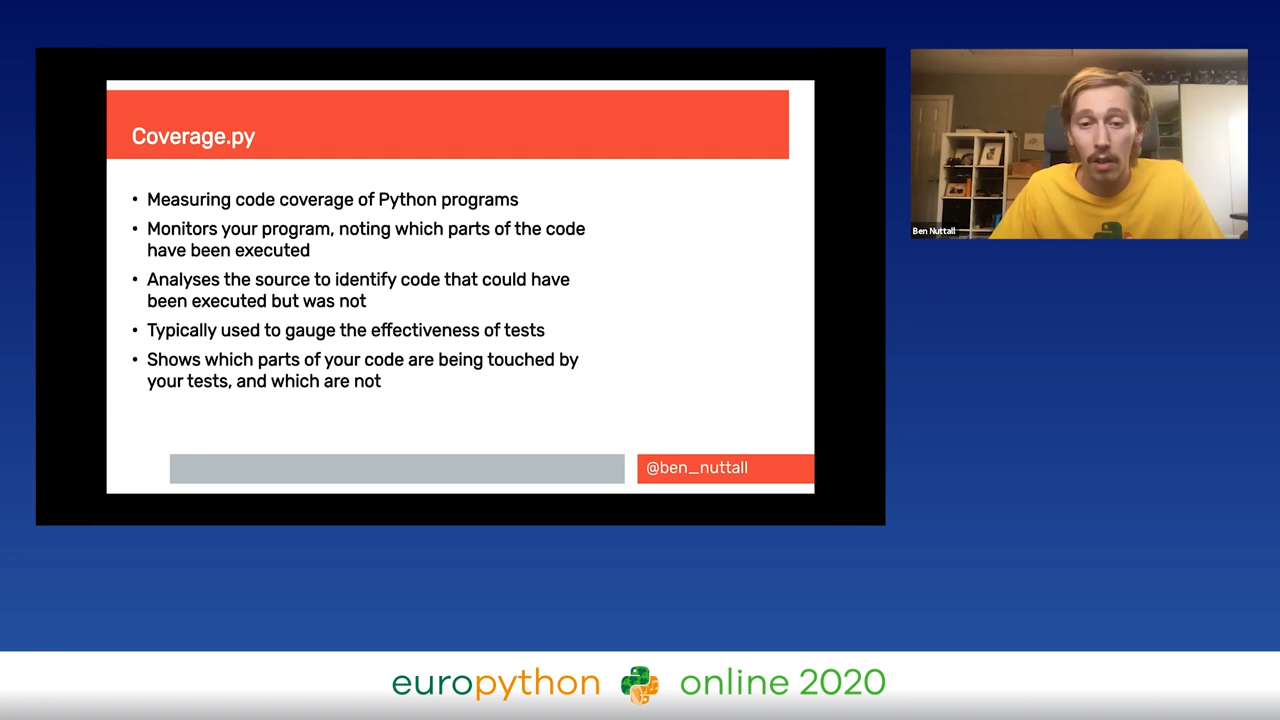 Coverage.py
• Measuring code coverage of Python programs
• Monitors your program, noting which parts of the code
have been executed
• Analyses the source to identify code that could have
been executed but was not
• Typically used to gauge the effectiveness of tests
• Shows which parts of your code are being touched by
your tests, and which are not
@ben_nuttall
Ben Nuttall
europython online 2020